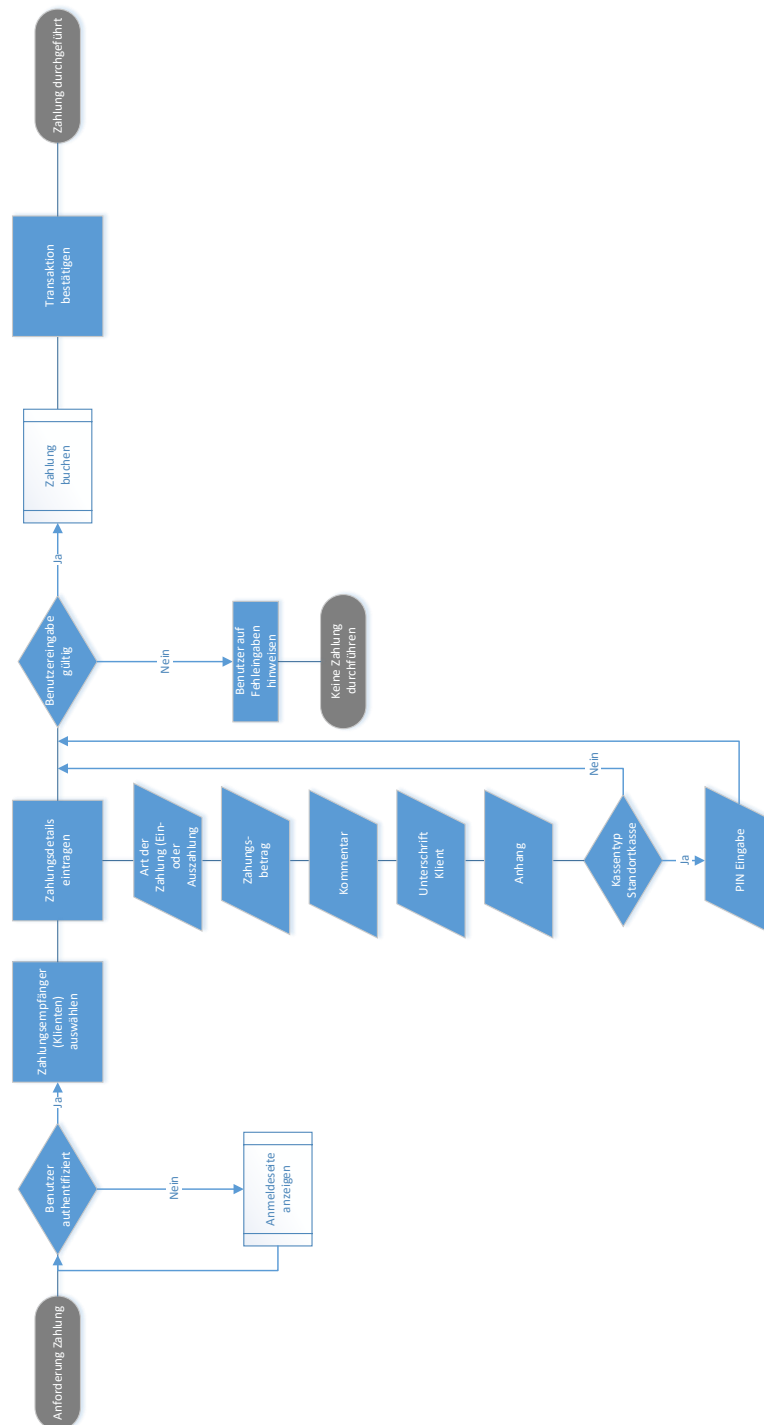 Anforderung Zahlung
Benutzer
authentifiziert
Ja
Nein
Anmeldeseite
anzeigen
Zahlungsempfänger
(Klienten)
auswählen
Zahlungsdetails
eintragen
Art der
Zahlung (Ein-
oder
Auszahlung
Zahungs-
betrag
Kommentar
Unterschrift
Klient
Anhang
Kassentyp
Standortkasse
Nein
Ja
PIN Eingabe
Benutzereingabe
gültig
Ja
Nein
Benutzer auf
Fehleingaben
hinweisen
Keine Zahlung
durchführen
Zahlung
buchen
Transaktion
bestätigen
Zahlung durchgeführt